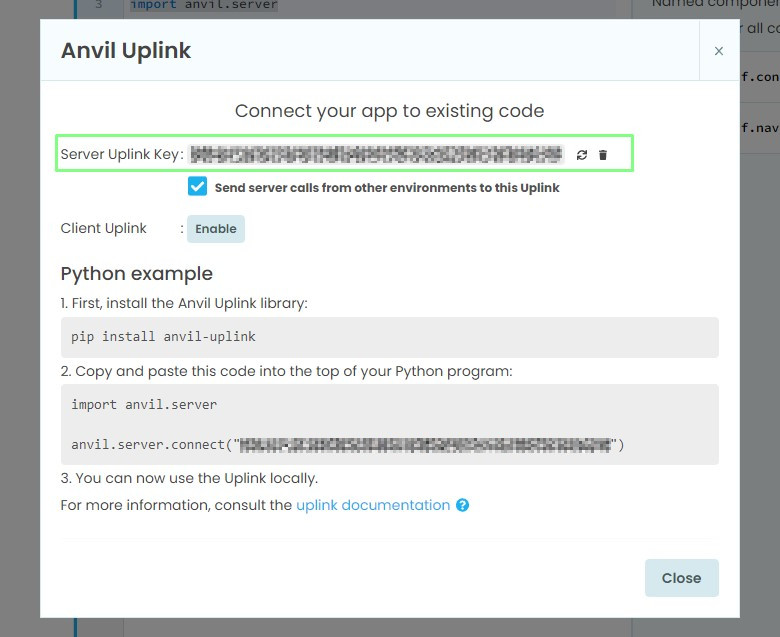 3 import anvil.server
Named componen
Anvil Uplink
×
r all co
f.con
f.nav
Connect your app to existing code
Server Uplink Key:
Send server calls from other environments to this Uplink
Client Uplink : Enable
Python example
1. First, install the Anvil Uplink library:
pip install anvil-uplink
2. Copy and paste this code into the top of your Python program:
import anvil.server
anvil.server.connect("")
3. You can now use the Uplink locally.
For more information, consult the uplink documentation ?
Close